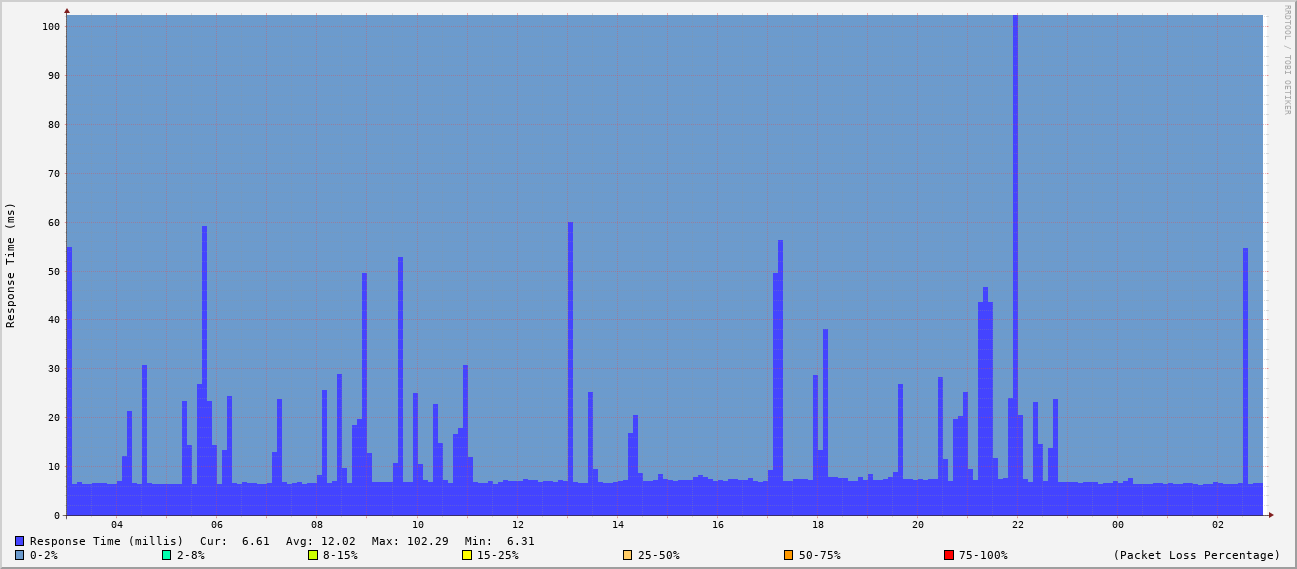 RRDTOOL / TOBI OETIKER
Response Time (ms)
100
90
80
70
60
50
40
30
20
10
0
04 06 08 10 12 14 16 18 20 22 00 02
Response Time (millis) Cur: 6.61 Avg: 12.02 Max: 102.29 Min: 6.31
0-2% 2-8% 8-15% 15-25% 25-50% 50-75% 75-100% (Packet Loss Percentage)